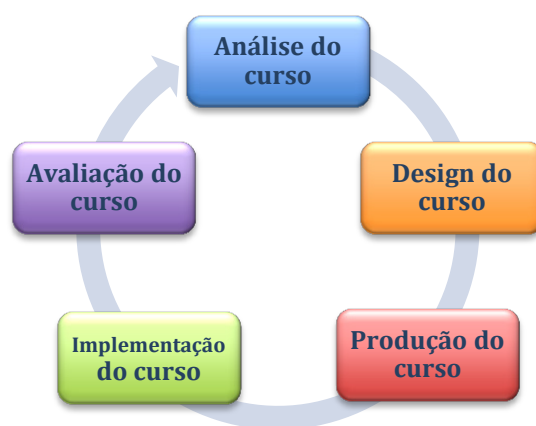 Análise do
curso
Design do
curso
Produção do
curso
Implementação
do curso
Avaliação do
curso